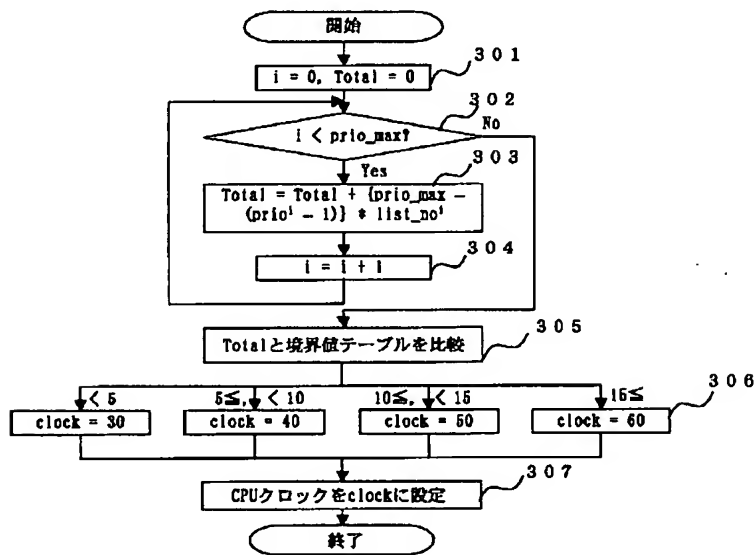 開始
301
i = 0, Total = 0
302
i < prio_max?
No
303
Yes
Total = Total + {prio_max –
(prioⁱ – 1)} * list_noⁱ
304
i = i + 1
305
Totalと境界値テーブルを比較
306
< 5
5≦, < 10
10≦, < 15
15≦
clock = 30
clock = 40
clock = 50
clock = 60
307
CPUクロックをclockに設定
終了